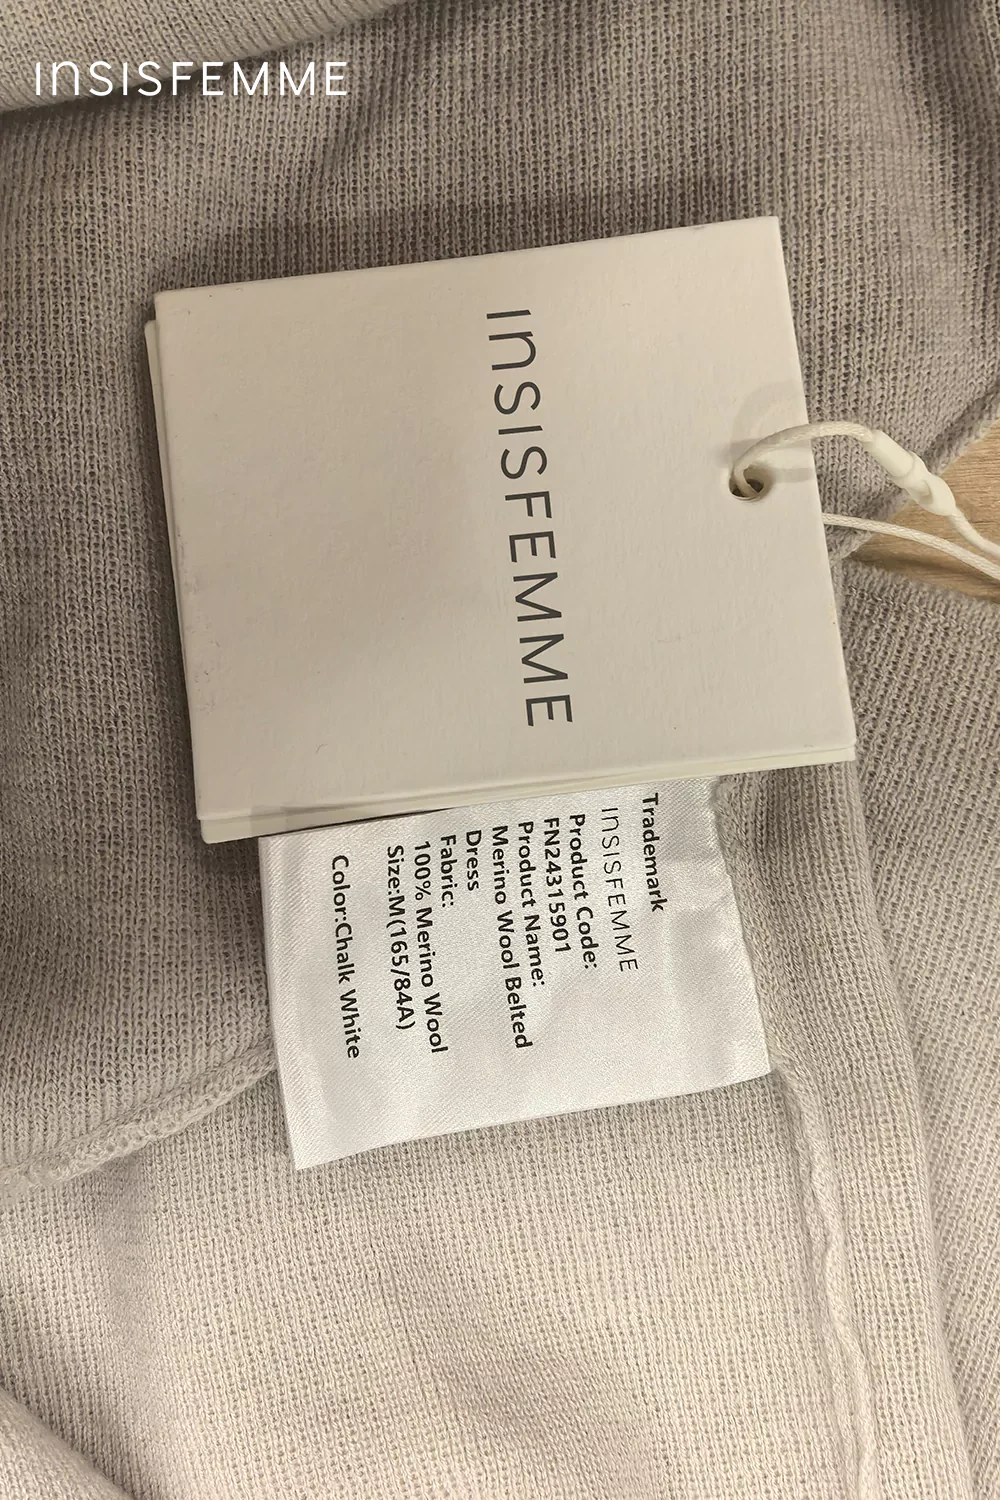 INSISFEMME
INSISFEMME
Trademark
INSISFEMME
Product Code:
FN24315901
Product Name:
Merino Wool Belted
Dress
Fabric:
100% Merino Wool
Size:M(165/84A)
Color:Chalk White